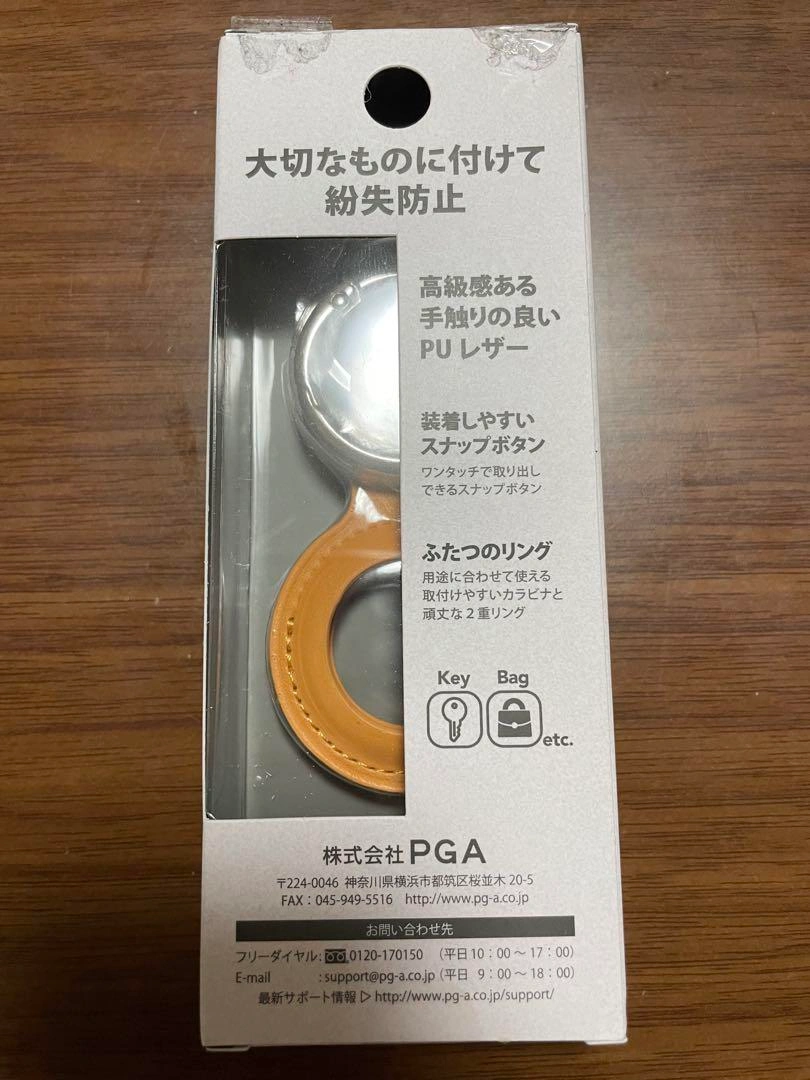 大切なものに付けて
紛失防止
高級感ある
手触りの良い
PU レザー
装着しやすい
スナップボタン
ワンタッチで取り出し
できるスナップボタン
ふたつのリング
用途に合わせて使える
取付けやすいカラビナと
頑丈な2重リング
Key Bag
etc.
株式会社PGA
〒224-0046 神奈川県横浜市都筑区桜並木 20-5
FAX：045-949-5516 http://www.pg-a.co.jp
お問い合わせ先
フリーダイヤル：0120-170150 （平日 10：00 ～ 17：00）
E-mail ：support@pg-a.co.jp （平日 9：00 ～ 18：00）
最新サポート情報 ▷ http://www.pg-a.co.jp/support/